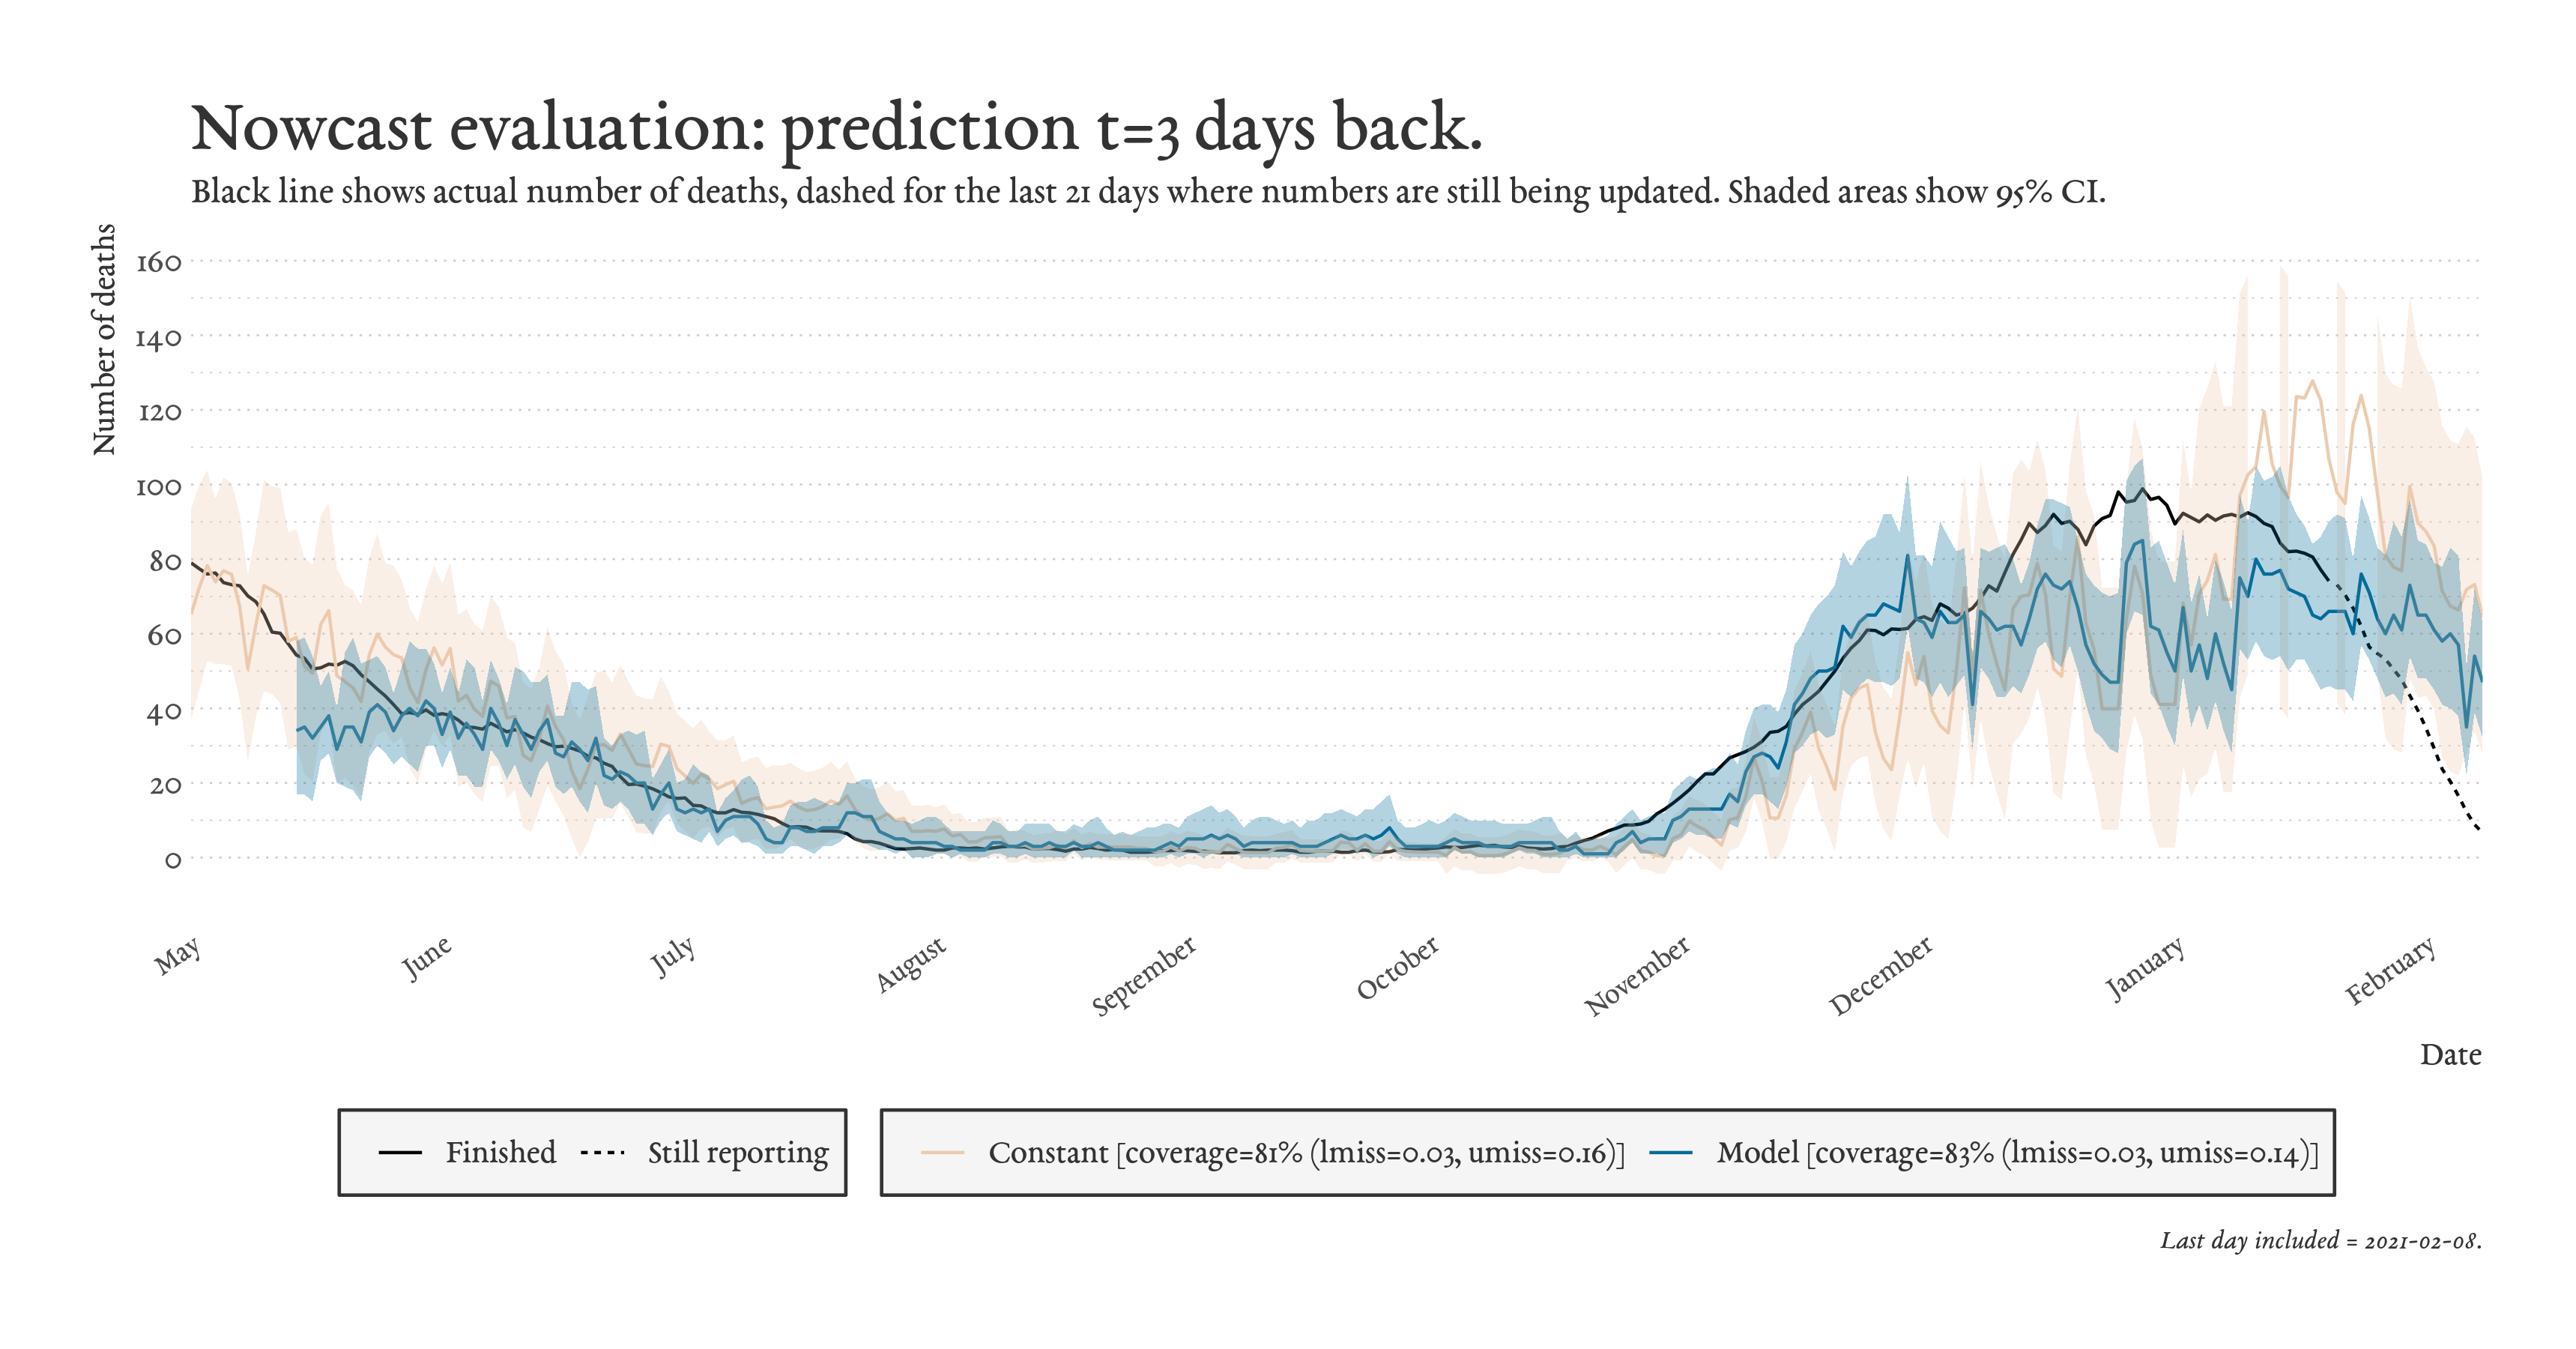 Nowcast evaluation: prediction t=3 days back.
Black line shows actual number of deaths, dashed for the last 21 days where numbers are still being updated. Shaded areas show 95% CI.
Number of deaths
160
140
120
100
80
60
40
20
0
May
June
July
August
September
October
November
December
January
February
Date
Finished
Still reporting
Constant [coverage=81% (lmiss=0.03, umiss=0.16)]
Model [coverage=83% (lmiss=0.03, umiss=0.14)]
Last day included = 2021-02-08.